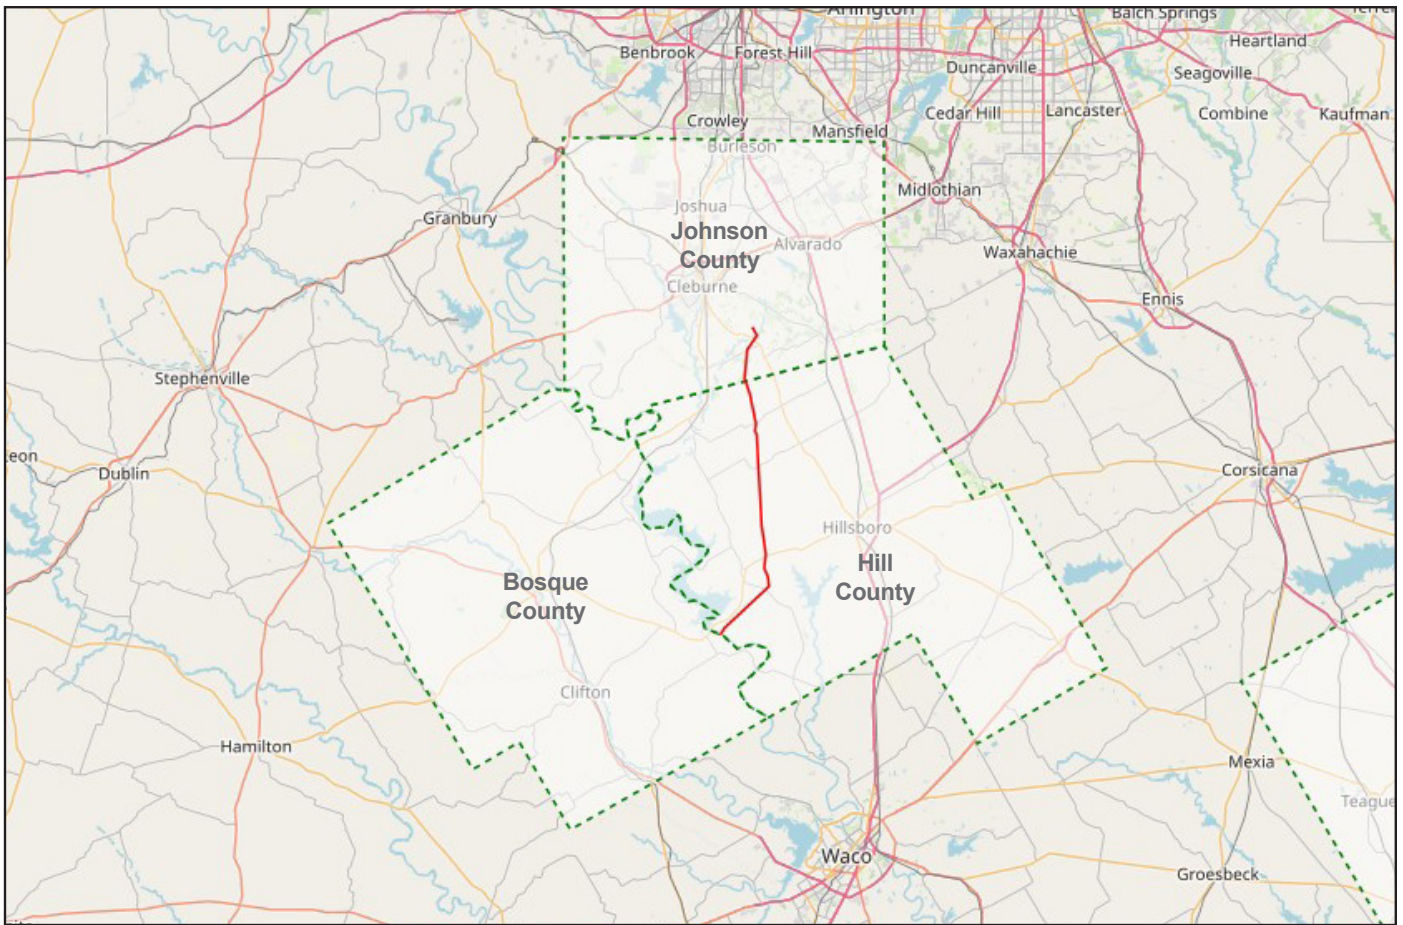 Arlington
Balch Springs
Benbrook
Forest Hill
Heartland
Duncanville
Seagoville
Crowley
Cedar Hill
Lancaster
Combine
Kaufman
Mansfield
Burleson
Midlothian
Joshua
Granbury
Johnson
County
Alvarado
Waxahachie
Cleburne
Ennis
Stephenville
eon
Dublin
Corsicana
Hillsboro
Bosque
County
Hill
County
Clifton
Hamilton
Mexia
Teague
Waco
Groesbeck